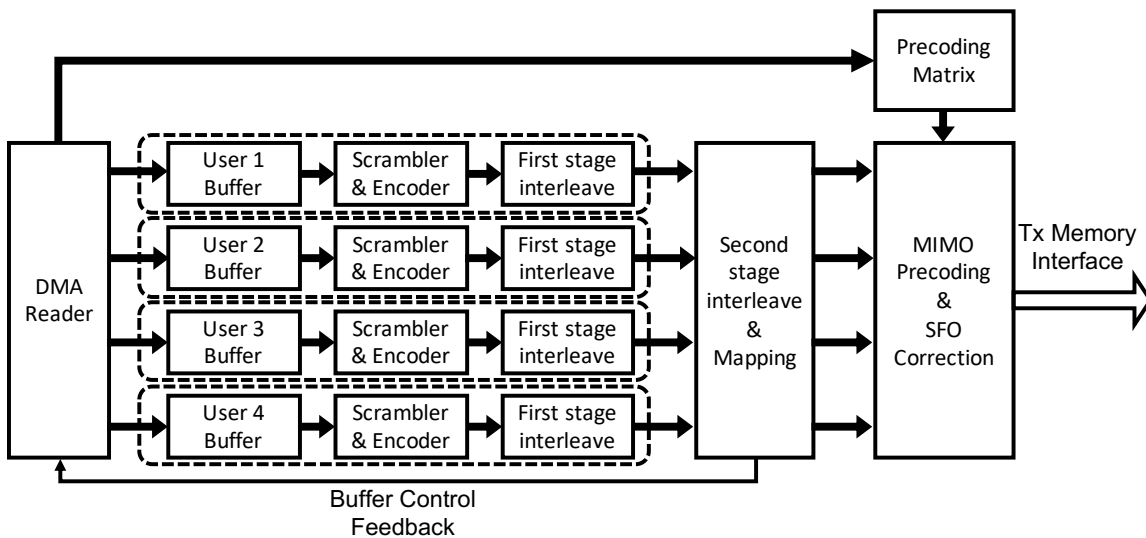 Precoding
Matrix
DMA
Reader
User 1
Buffer
Scrambler
& Encoder
First stage
interleave
User 2
Buffer
Scrambler
& Encoder
First stage
interleave
User 3
Buffer
Scrambler
& Encoder
First stage
interleave
User 4
Buffer
Scrambler
& Encoder
First stage
interleave
Second
stage
interleave
&
Mapping
MIMO
Precoding
&
SFO
Correction
Tx Memory
Interface
Buffer Control
Feedback